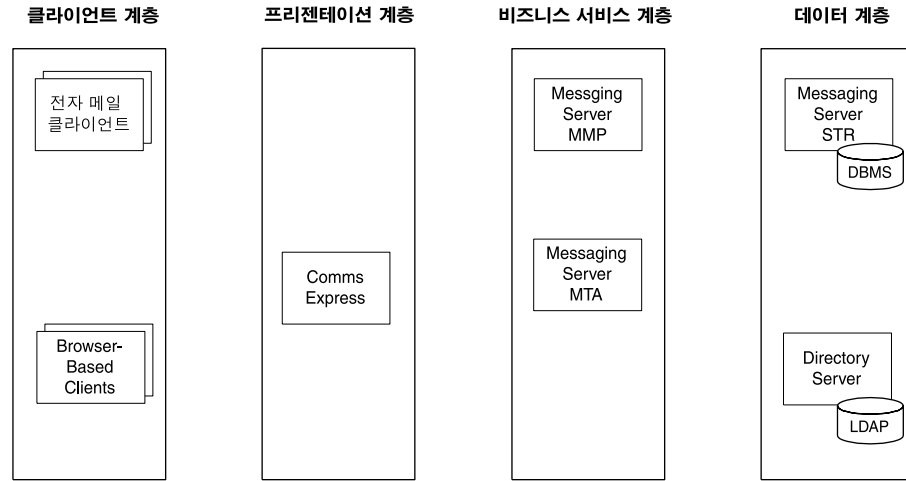 클라이언트 계층
프리젠테이션 계층
비즈니스 서비스 계층
데이터 계층
전자 메일
클라이언트
Browser-
Based
Clients
Comms
Express
Messging
Server
MMP
Messaging
Server
MTA
Messaging
Server
STR
DBMS
Directory
Server
LDAP